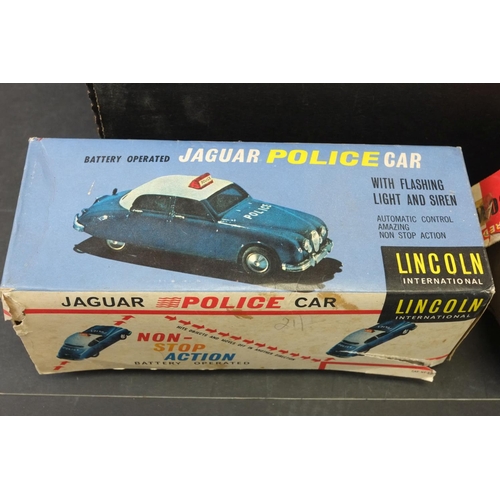 BATTERY OPERATED JAGUAR POLICE CAR
WITH FLASHING
LIGHT AND SIREN
AUTOMATIC CONTROL
AMAZING
NON STOP ACTION
POLICE
LINCOLN
INTERNATIONAL
JAGUAR POLICE CAR
LINCOLN
INTERNATIONAL
NON-
STOP
ACTION
BATTERY OPERATED